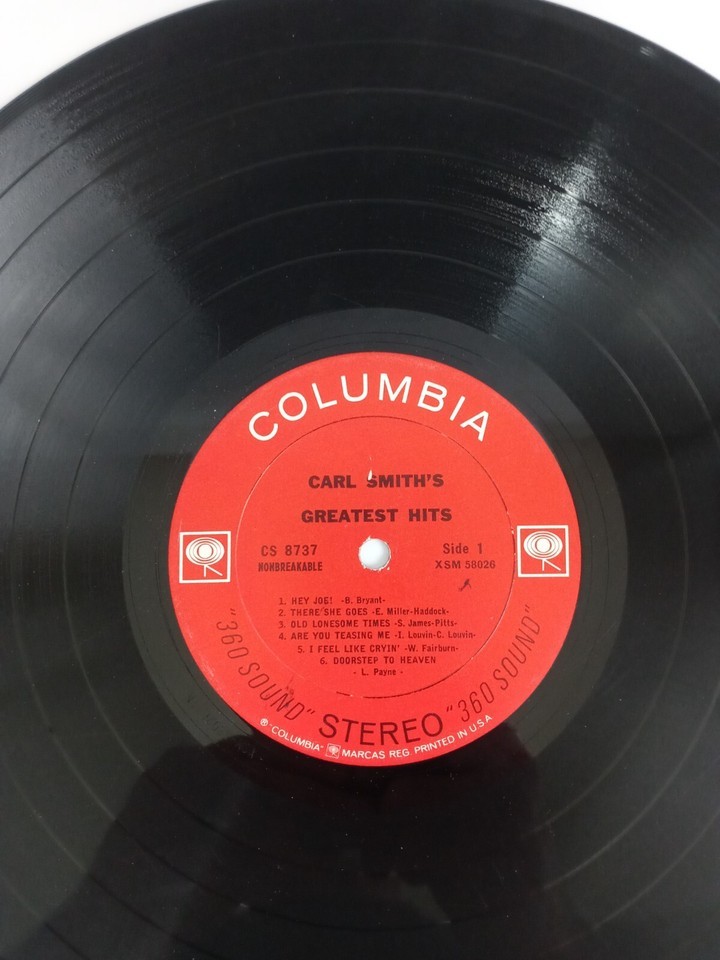 COLUMBIA
CARL SMITH'S
GREATEST HITS
CS 8737
NONBREAKABLE
Side 1
XSM 58026
1. HEY JOE! -B. Bryant-
2. THERE SHE GOES -E. Miller-Haddock-
3. OLD LONESOME TIMES -S. James-Pitts-
4. ARE YOU TEASING ME -I. Louvin-C. Louvin-
5. I FEEL LIKE CRYIN' -W. Fairburn-
6. DOORSTEP TO HEAVEN
- L. Payne -
"360 SOUND" STEREO "360 SOUND"
® "COLUMBIA" MARCAS REG. PRINTED IN U.S.A.